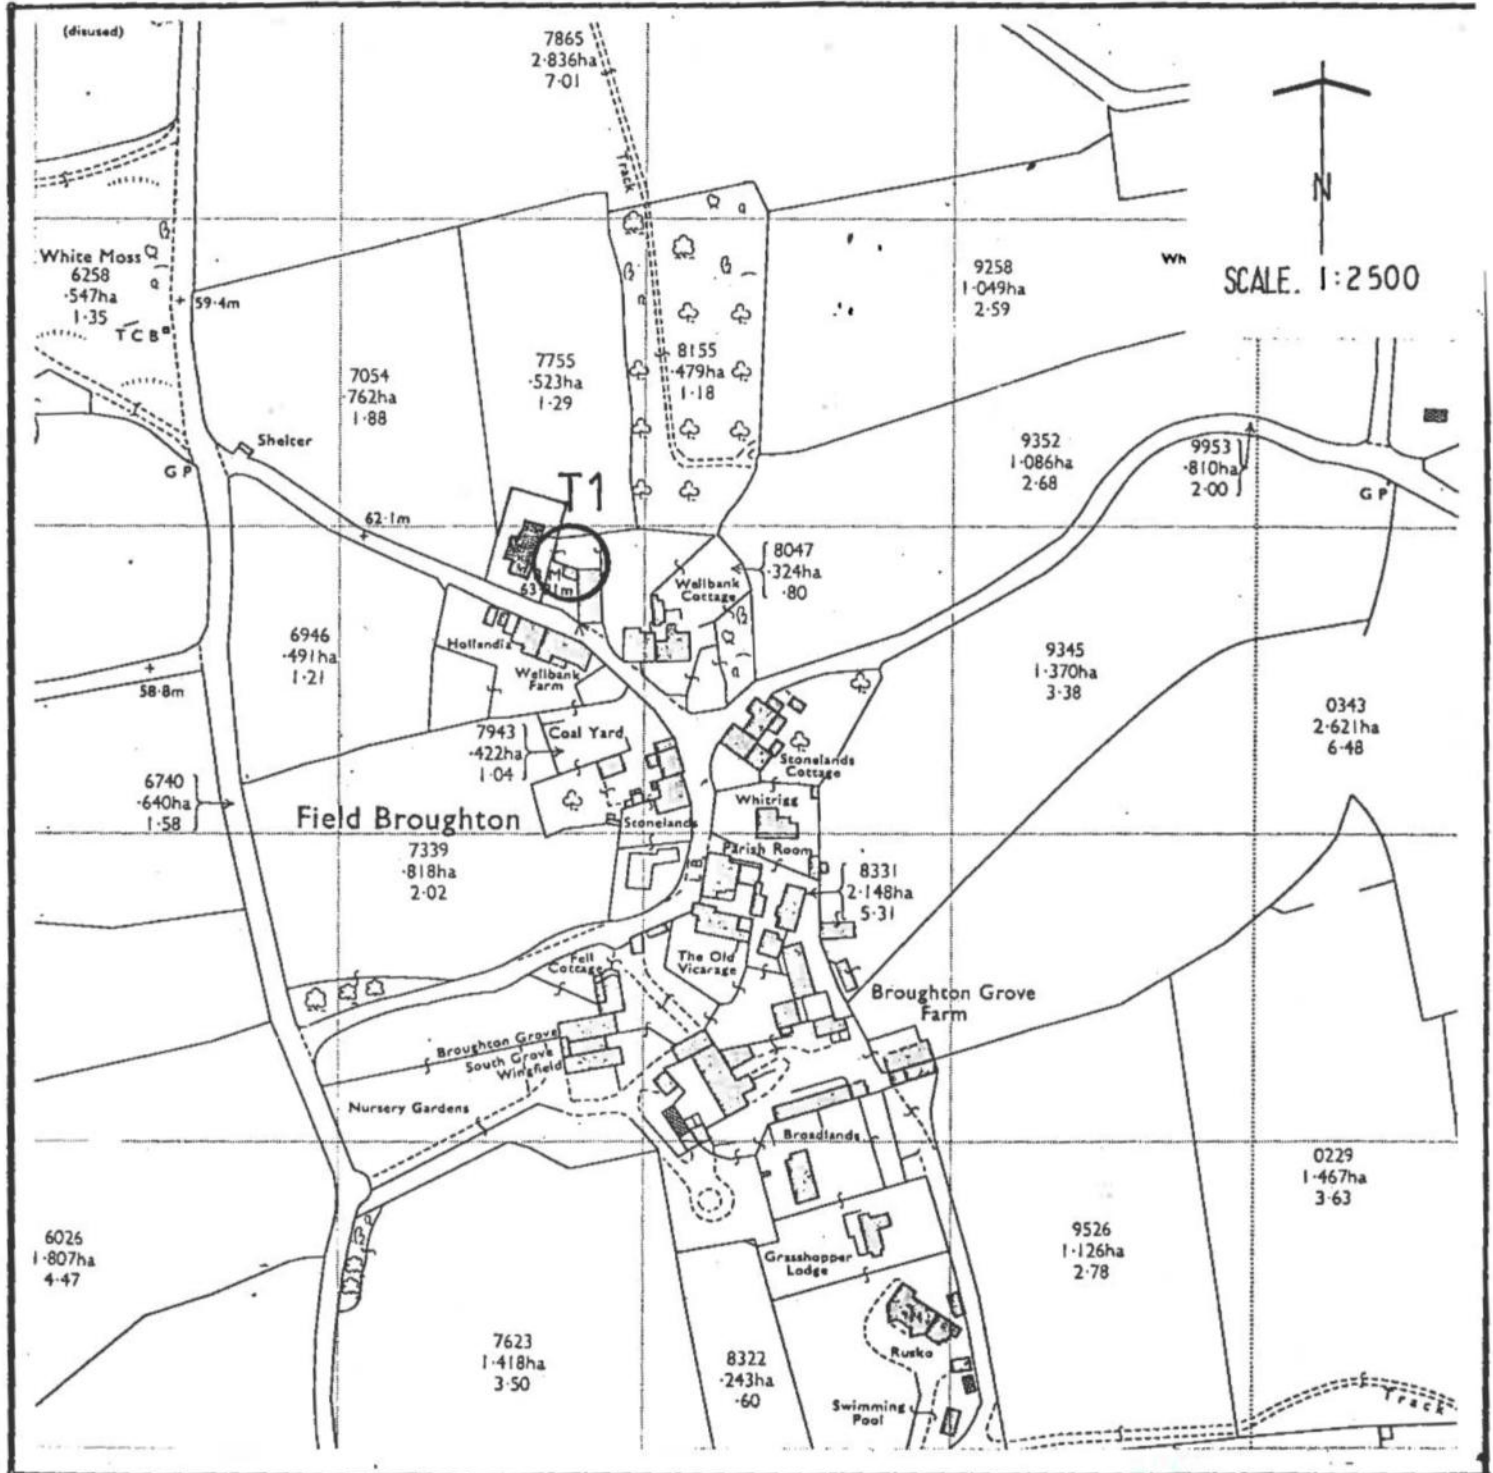 (disused)
7865
2·836ha
7·01
Track
N
SCALE. 1:2500
White Moss
6258
·547ha
1·35
TCB
59·4m
9258
1·049ha
2·59
Wh
7054
·762ha
1·88
7755
·523ha
1·29
8155
·479ha
1·18
Shelter
GP
9352
1·086ha
2·68
9953
·810ha
2·00
GP
T1
62·1m
8047
·324ha
·80
Wellbank
Cottage
6946
·491ha
1·21
Hollandia
Wellbank
Farm
9345
1·370ha
3·38
58·8m
0343
2·621ha
6·48
7943
·422ha
1·04
Coal Yard
Stonelands
Cottage
6740
·640ha
1·58
Whitrigg
Field Broughton
Stonelands
7339
·818ha
2·02
Parish Room
LB
8331
2·148ha
5·31
Fell
Cottage
The Old
Vicarage
Broughton Grove
Farm
Broughton Grove
South Grove
Wingfield
Nursery Gardens
Broadlands
0229
1·467ha
3·63
6026
1·807ha
4·47
9526
1·126ha
2·78
Grasshopper
Lodge
7623
1·418ha
3·50
8322
·243ha
·60
Rusko
Swimming
Pool
Track